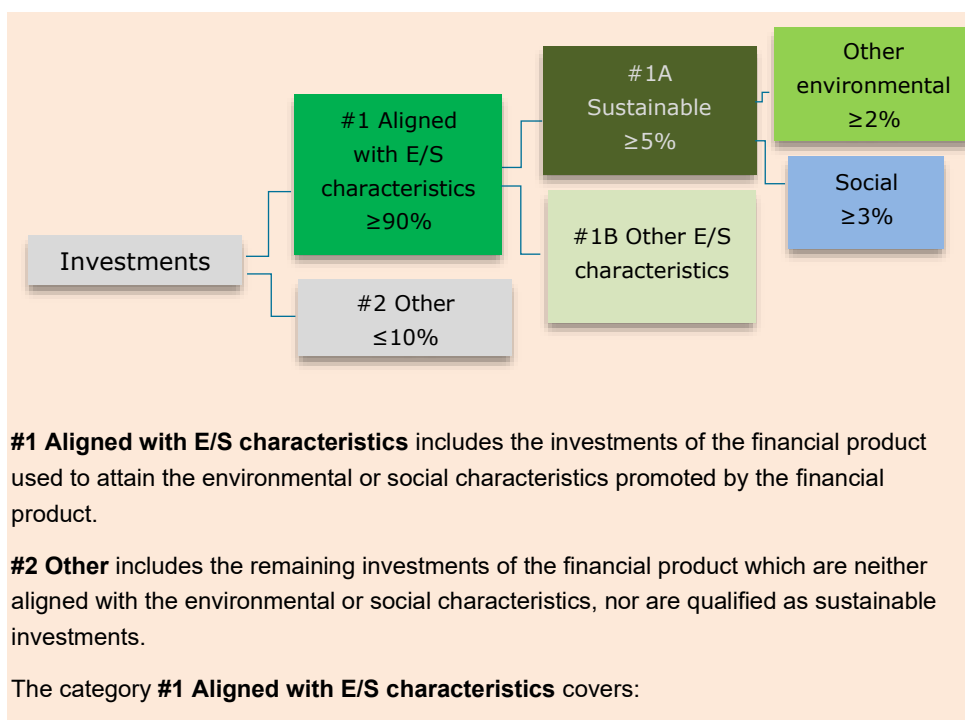 Investments
#1 Aligned
with E/S
characteristics
≥90%
#2 Other
≤10%
#1A
Sustainable
≥5%
#1B Other E/S
characteristics
Other
environmental
≥2%
Social
≥3%
#1 Aligned with E/S characteristics includes the investments of the financial product
used to attain the environmental or social characteristics promoted by the financial
product.
#2 Other includes the remaining investments of the financial product which are neither
aligned with the environmental or social characteristics, nor are qualified as sustainable
investments.
The category #1 Aligned with E/S characteristics covers: